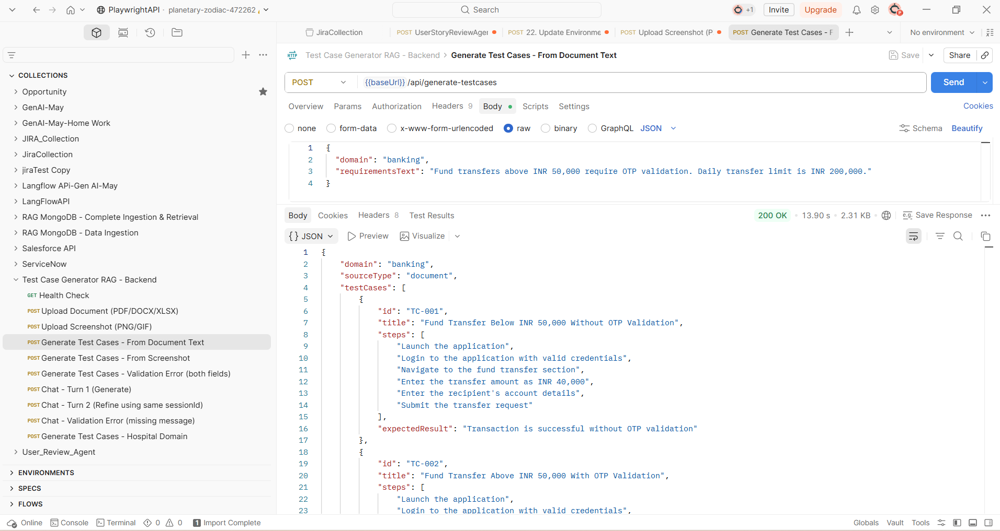 PlaywrightAPI · planetary-zodiac-472262
Search
+1
Invite
Upgrade
JiraCollection
POST UserStoryReviewAger
POST 22. Update Environme
POST Upload Screenshot (P.
POST Generate Test Cases - F
No environment
Test Case Generator RAG - Backend > Generate Test Cases - From Document Text
Save
Share
COLLECTIONS
Opportunity
GenAI-May
GenAI-May-Home Work
JIRA_Collection
JiraCollection
jiraTest Copy
Langflow APi-Gen AI-May
LangFlowAPI
RAG MongoDB - Complete Ingestion & Retrieval
RAG MongoDB - Data Ingestion
Salesforce API
ServiceNow
Test Case Generator RAG - Backend
GET Health Check
POST Upload Document (PDF/DOCX/XLSX)
POST Upload Screenshot (PNG/GIF)
POST Generate Test Cases - From Document Text
POST Generate Test Cases - From Screenshot
POST Generate Test Cases - Validation Error (both fields)
POST Chat - Turn 1 (Generate)
POST Chat - Turn 2 (Refine using same sessionId)
POST Chat - Validation Error (missing message)
POST Generate Test Cases - Hospital Domain
User_Review_Agent
ENVIRONMENTS
SPECS
FLOWS
POST {{baseUrl}} /api/generate-testcases
Send
Overview Params Authorization Headers 9 Body Scripts Settings
Cookies
none form-data x-www-form-urlencoded raw binary GraphQL JSON
Schema Beautify
1 {
2 "domain": "banking",
3 "requirementsText": "Fund transfers above INR 50,000 require OTP validation. Daily transfer limit is INR 200,000."
4 }
Body Cookies Headers 8 Test Results
200 OK • 13.90 s • 2.31 KB
e.g. Save Response
{} JSON Preview Visualize
1 {
2 "domain": "banking",
3 "sourceType": "document",
4 "testCases": [
5 {
6 "id": "TC-001",
7 "title": "Fund Transfer Below INR 50,000 Without OTP Validation",
8 "steps": [
9 "Launch the application",
10 "Login to the application with valid credentials",
11 "Navigate to the fund transfer section",
12 "Enter the transfer amount as INR 40,000",
13 "Enter the recipient's account details",
14 "Submit the transfer request"
15 ],
16 "expectedResult": "Transaction is successful without OTP validation"
17 },
18 {
19 "id": "TC-002",
20 "title": "Fund Transfer Above INR 50,000 With OTP Validation",
21 "steps": [
22 "Launch the application",
23 "Login to the application with valid credentials",
Online Console Terminal 0 0 1 Import Complete
Globals Vault Tools